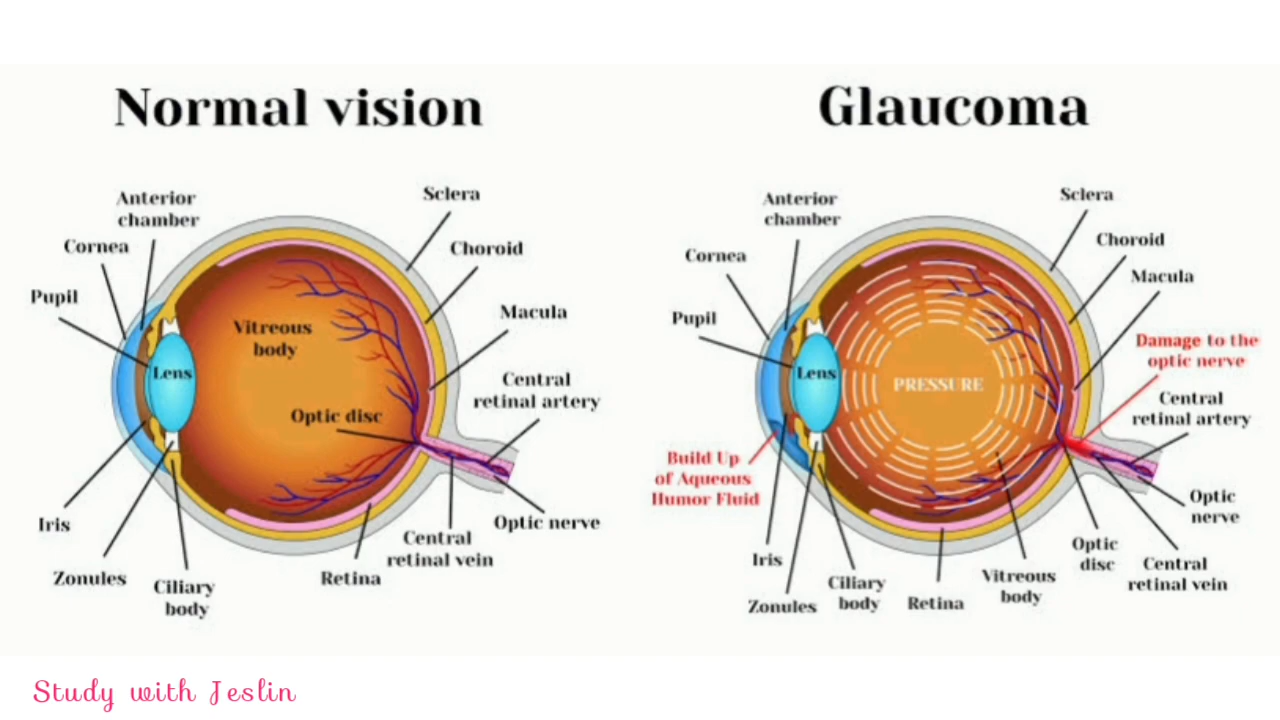 Normal vision
Anterior
chamber
Cornea
Pupil
Sclera
Choroid
Macula
Vitreous
body
Lens
Optic disc
Central
retinal artery
Iris
Zonules
Ciliary
body
Retina
Central
retinal vein
Optic nerve
Glaucoma
Anterior
chamber
Cornea
Pupil
Sclera
Choroid
Macula
Damage to the
optic nerve
Lens
PRESSURE
Central
retinal artery
Build Up
of Aqueous
Humor Fluid
Optic
nerve
Iris
Zonules
Ciliary
body
Retina
Vitreous
body
Optic
disc
Central
retinal vein
Study with Jeslin